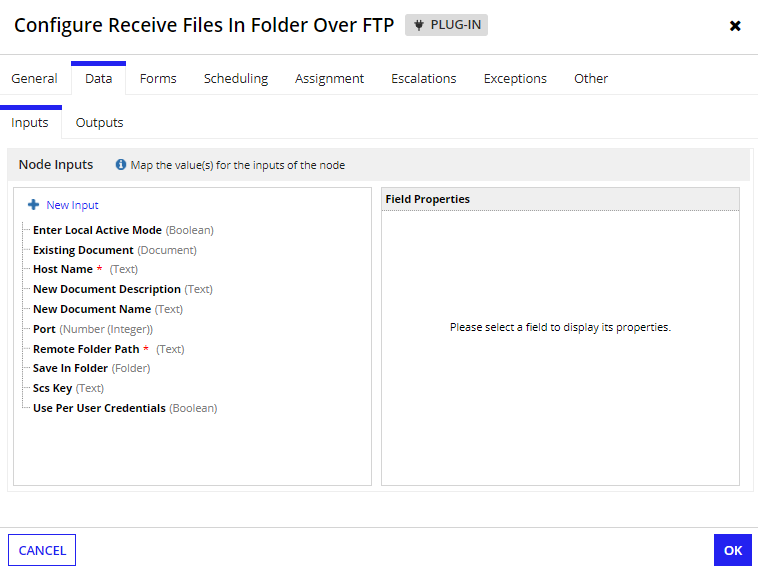 Configure Receive Files In Folder Over FTP PLUG-IN
General Data Forms Scheduling Assignment Escalations Exceptions Other
Inputs Outputs
Node Inputs Map the value(s) for the inputs of the node
New Input
Enter Local Active Mode (Boolean)
Existing Document (Document)
Host Name * (Text)
New Document Description (Text)
New Document Name (Text)
Port (Number (Integer))
Remote Folder Path * (Text)
Save In Folder (Folder)
Scs Key (Text)
Use Per User Credentials (Boolean)
Field Properties
Please select a field to display its properties.
CANCEL OK